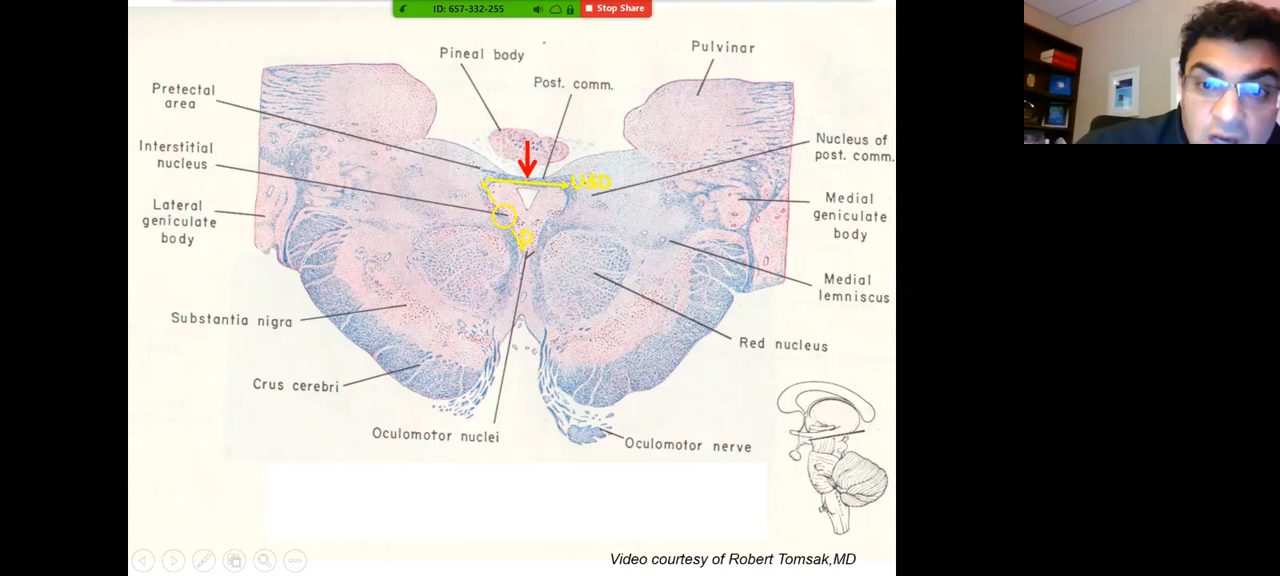 ID: 657-332-255
Stop Share
Pineal body
Pulvinar
Post. comm.
Pretectal
area
Interstitial
nucleus
Nucleus of
post. comm.
U&D
Lateral
geniculate
body
Medial
geniculate
body
D
Medial
lemniscus
Substantia nigra
Red nucleus
Crus cerebri
Oculomotor nuclei
Oculomotor nerve
Video courtesy of Robert Tomsak,MD